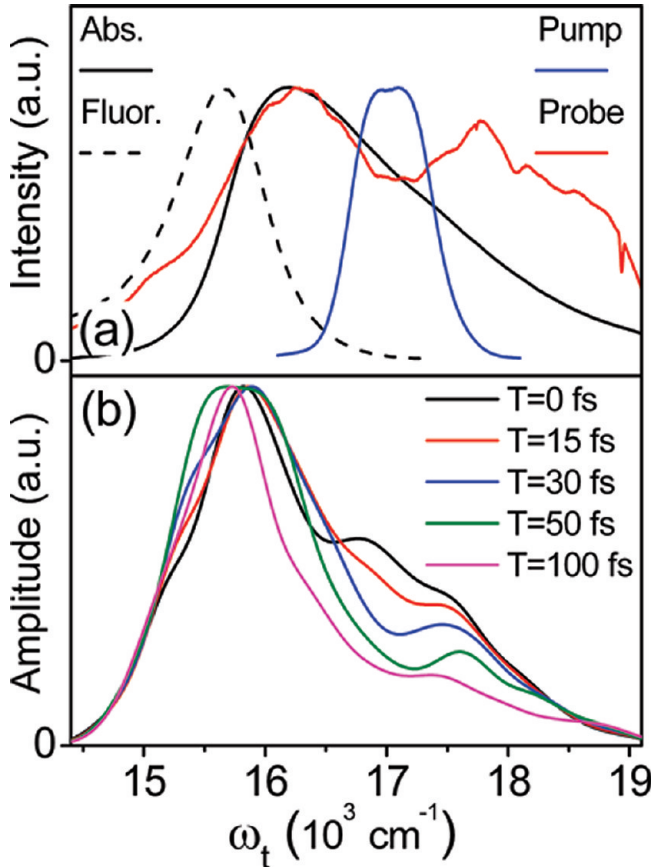 Abs.
Pump
Fluor.
Probe
Intensity (a.u.)
0
(a)
(b)
T=0 fs
T=15 fs
T=30 fs
T=50 fs
T=100 fs
Amplitude (a.u.)
0
15 16 17 18 19
ωt (10³ cm⁻¹)